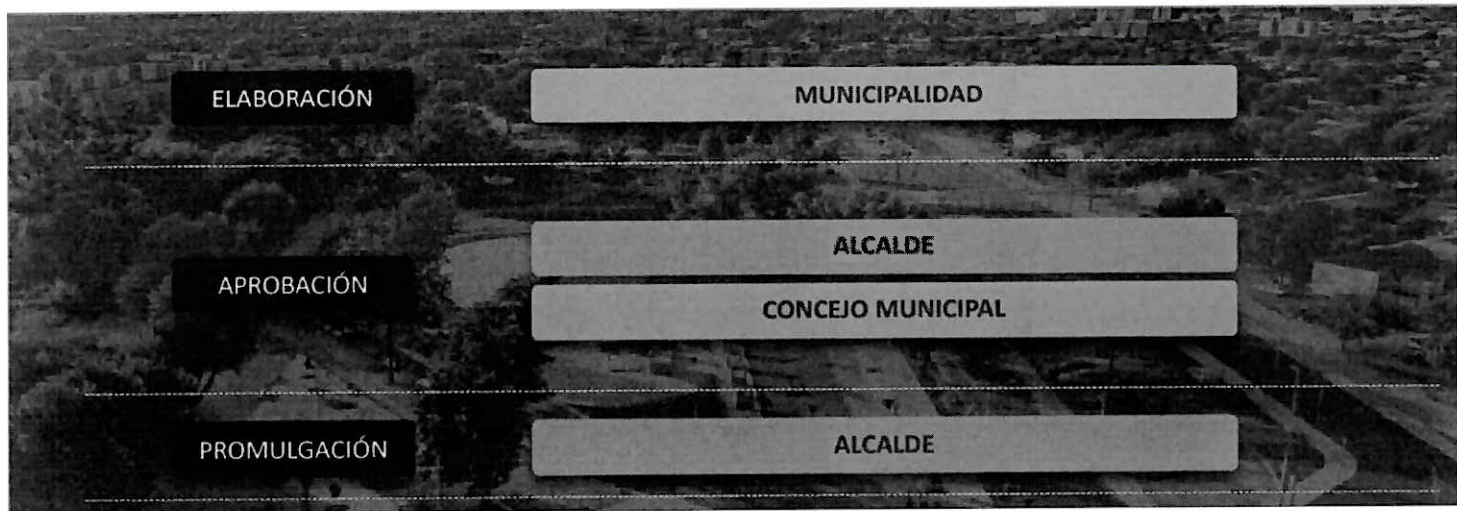 ELABORACIÓN
MUNICIPALIDAD
APROBACIÓN
ALCALDE
CONCEJO MUNICIPAL
PROMULGACIÓN
ALCALDE